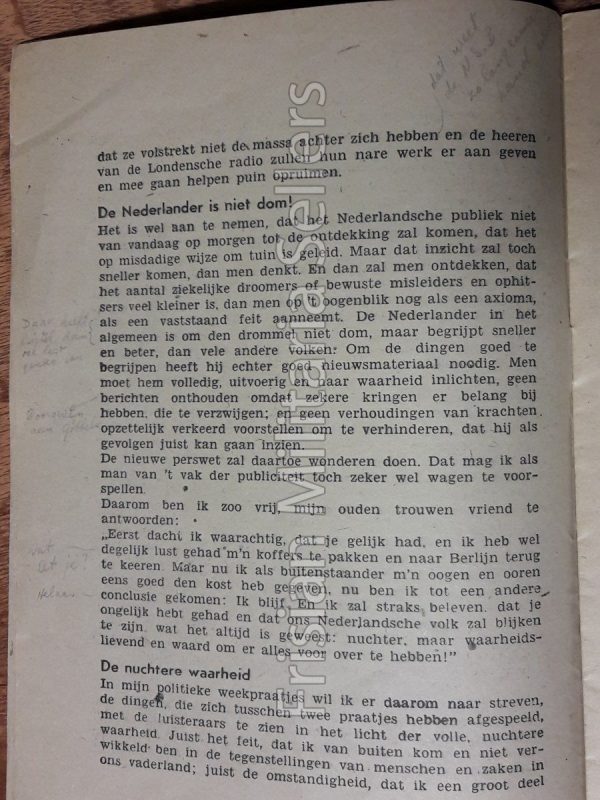 dat ze volstrekt niet de massa achter zich hebben en de heeren
van de Londensche radio zullen hun nare werk er aan geven
en mee gaan helpen puin opruimen.
De Nederlander is niet dom!
Het is wel aan te nemen, dat het Nederlandsche publiek niet
van vandaag op morgen tot de ontdekking zal komen, dat het
op misdadige wijze om tuin is geleid. Maar dat inzicht zal toch
sneller komen, dan men denkt. En dan zal men ontdekken, dat
het aantal ziekelijke droomers of bewuste misleiders en ophit-
sers veel kleiner is, dan men op 't oogenblik nog als een axioma,
als een vaststaand feit aanneemt. De Nederlander in het
algemeen is om den drommel niet dom, maar begrijpt sneller
en beter, dan vele andere volken. Om de dingen goed te
begrijpen heeft hij echter goed nieuwsmateriaal noodig. Men
moet hem volledig, uitvoerig en naar waarheid inlichten, geen
berichten onthouden omdat zekere kringen er belang bij
hebben, die te verzwijgen; en geen verhoudingen van krachten
opzettelijk verkeerd voorstellen om te verhinderen, dat hij als
gevolgen juist kan gaan inzien.
De nieuwe perswet zal daartoe wonderen doen. Dat mag ik als
man van 't vak der publiciteit toch zeker wel wagen te voor-
spellen.
Daarom ben ik zoo vrij, mijn ouden trouwen vriend te
antwoorden:
„Eerst dacht ik waarachtig, dat je gelijk had, en ik heb wel
degelijk lust gehad m'n koffers te pakken en naar Berlijn terug
te keeren. Maar nu ik als buitenstaander m'n oogen en ooren
eens goed den kost heb gegeven, nu ben ik tot een andere
conclusie gekomen: Ik blijf! En ik zal straks beleven, dat je
ongelijk hebt gehad en dat ons Nederlandsche volk zal blijken
te zijn, wat het altijd is geweest: nuchter, maar waarheids-
lievend en waard om er alles voor over te hebben!"
De nuchtere waarheid
In mijn politieke weekpraatjes wil ik er daarom naar streven,
de dingen, die zich tusschen twee praatjes hebben afgespeeld,
met de luisteraars te zien in het licht der volle, nuchtere
waarheid. Juist het feit, dat ik van buiten kom en niet ver-
wikkeld ben in de tegenstellingen van menschen en zaken in
ons vaderland; juist de omstandigheid, dat ik een groot deel
Frisian Militaria Sellers